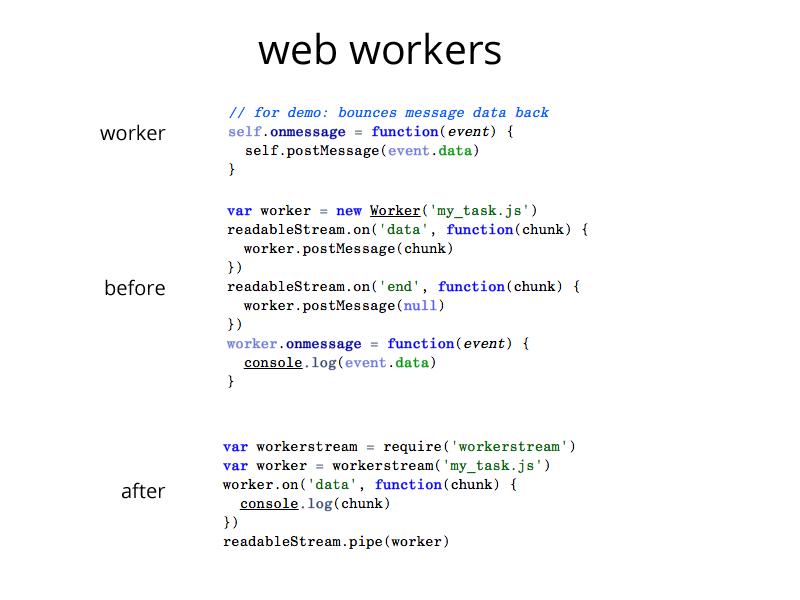 web workers
worker
// for demo: bounces message data back
self.onmessage = function(event) {
  self.postMessage(event.data)
}
before
var worker = new Worker('my_task.js')
readableStream.on('data', function(chunk) {
  worker.postMessage(chunk)
})
readableStream.on('end', function(chunk) {
  worker.postMessage(null)
})
worker.onmessage = function(event) {
  console.log(event.data)
}
after
var workerstream = require('workerstream')
var worker = workerstream('my_task.js')
worker.on('data', function(chunk) {
  console.log(chunk)
})
readableStream.pipe(worker)